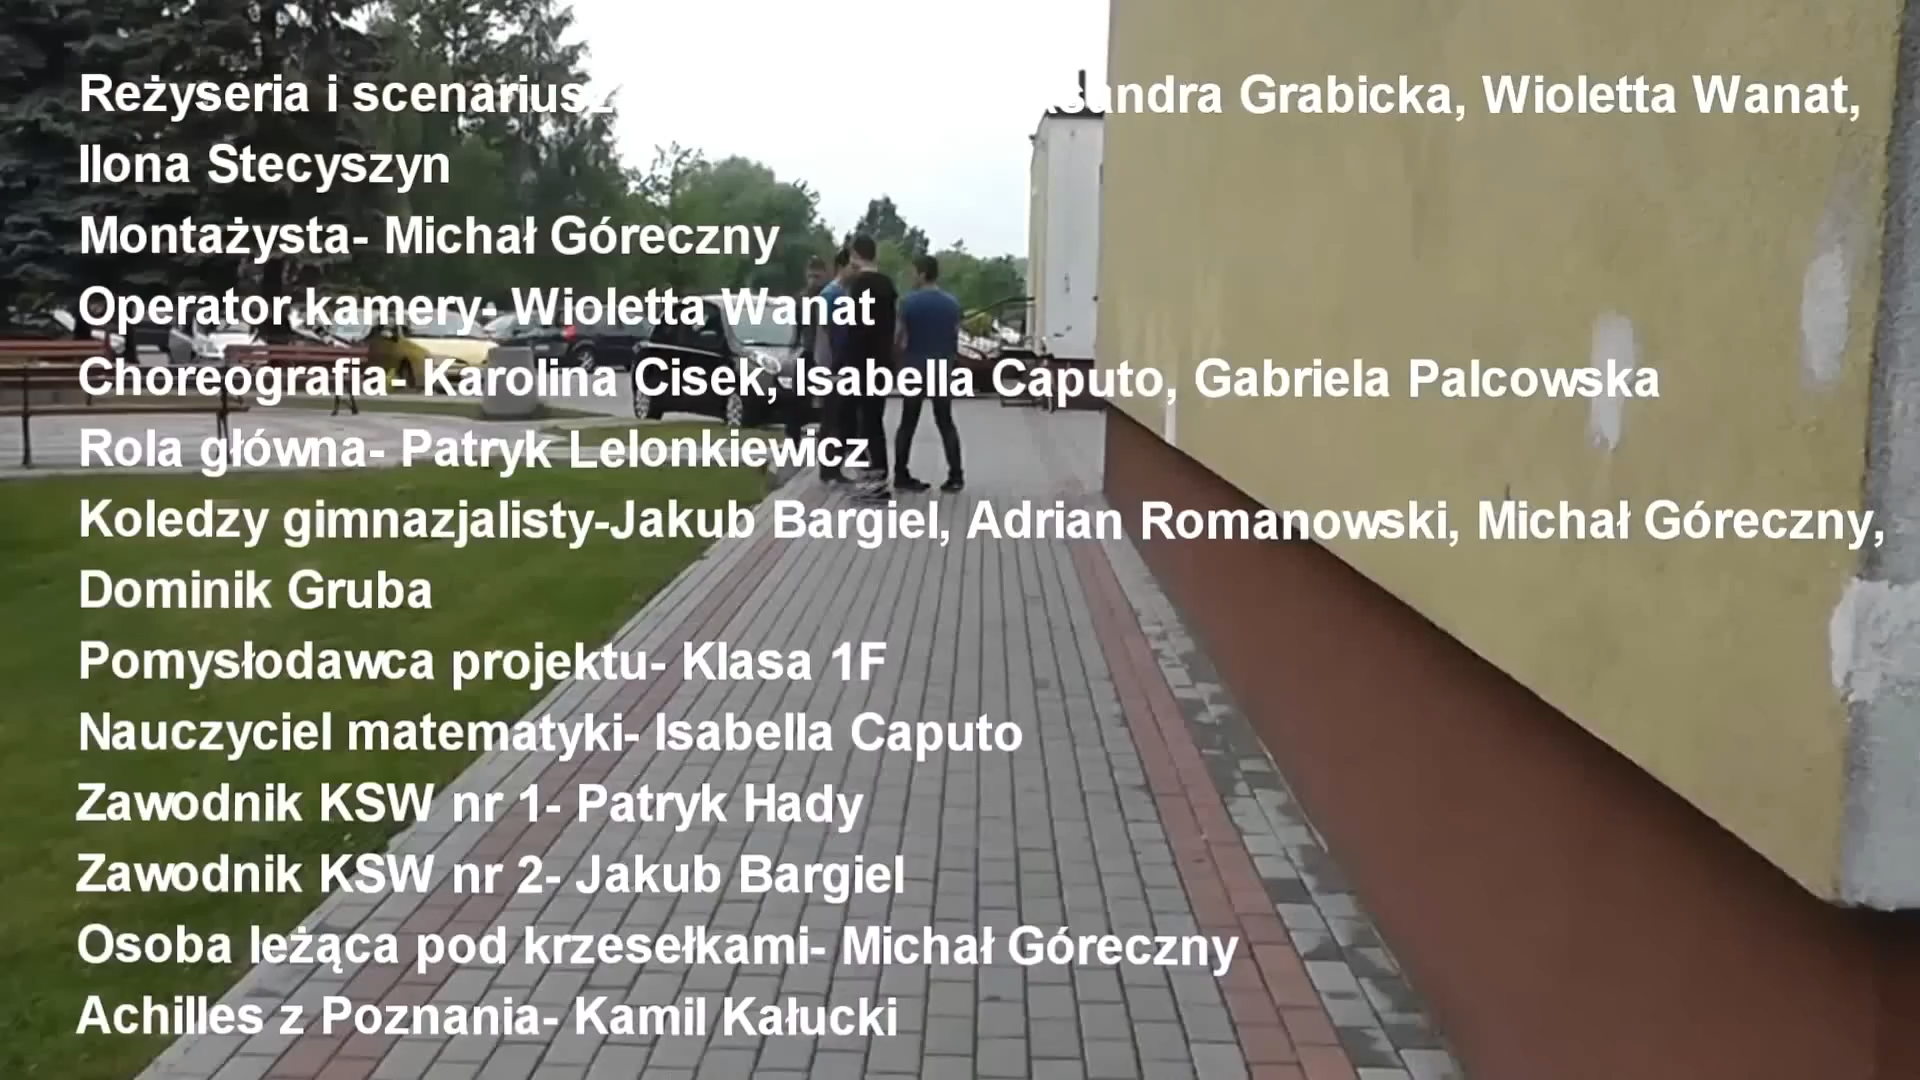 Reżyseria i scenariusz Grabicka, Wioletta Wanat,
Ilona Stecyszyn
Montażysta- Michał Góreczny
Operator kamery- Wioletta Wanat
Choreografia- Karolina Cisek, Isabella Caputo, Gabriela Palcowska
Rola główna- Patryk Lelonkiewicz
Koledzy gimnazjalisty-Jakub Bargiel, Adrian Romanowski, Michał Góreczny,
Dominik Gruba
Pomysłodawca projektu- Klasa 1F
Nauczyciel matematyki- Isabella Caputo
Zawodnik KSW nr 1- Patryk Hady
Zawodnik KSW nr 2- Jakub Bargiel
Osoba leżąca pod krzesełkami- Michał Góreczny
Achilles z Poznania- Kamil Kałucki